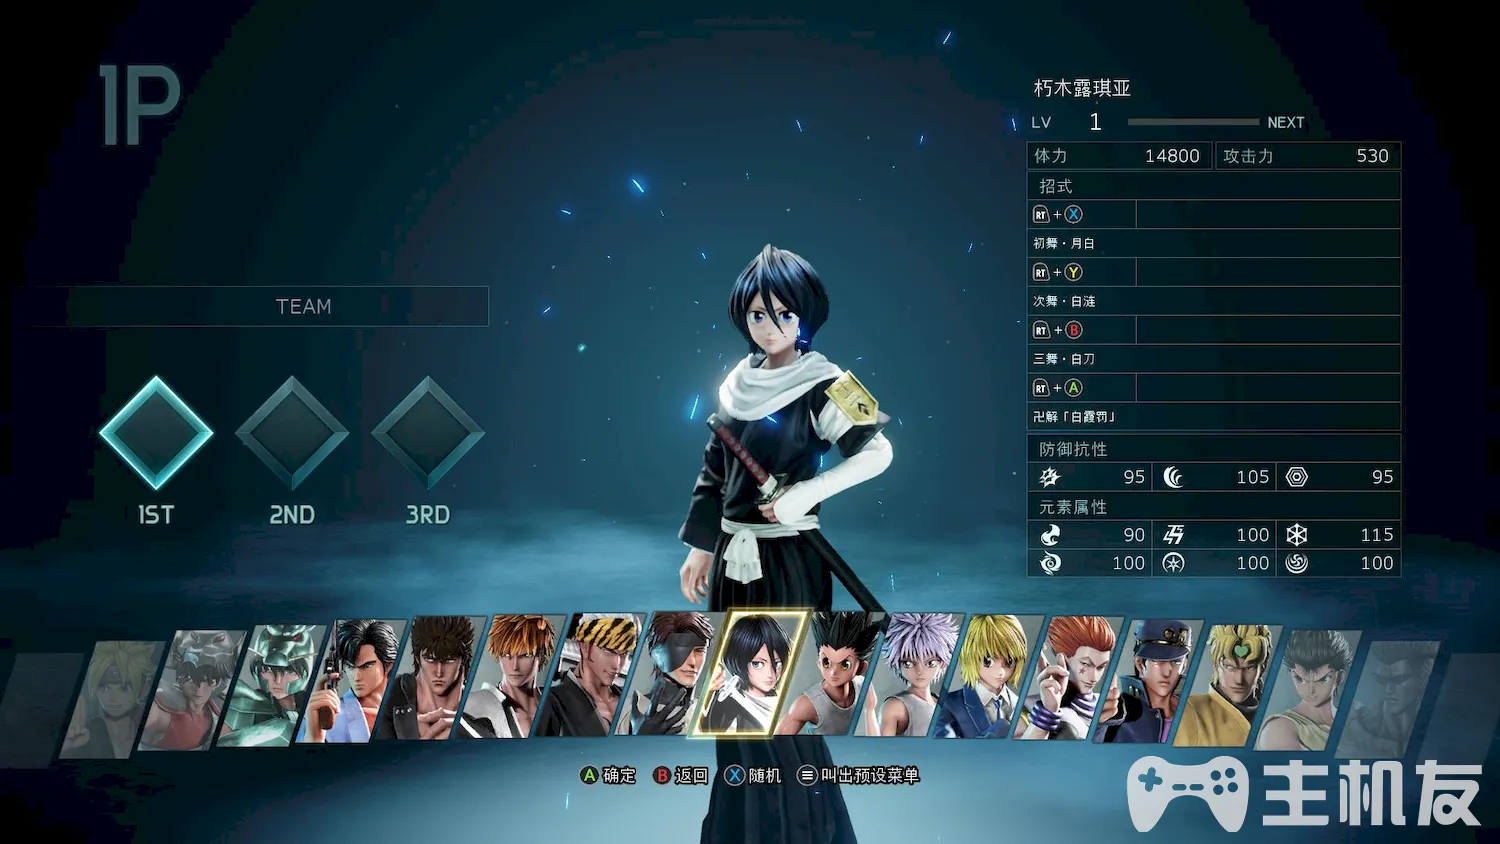 1P
朽木露琪亚
LV 1 NEXT
体力 14800 攻击力 530
招式
RT + X
初舞・月白
RT + Y
次舞・白涟
RT + B
三舞・白刀
RT + A
卍解「白霞罚」
防御抗性
95 105 95
元素属性
90 100 115
100 100 100
TEAM
1ST 2ND 3RD
A 确定 B 返回 X 随机 叫出预设菜单
主机友